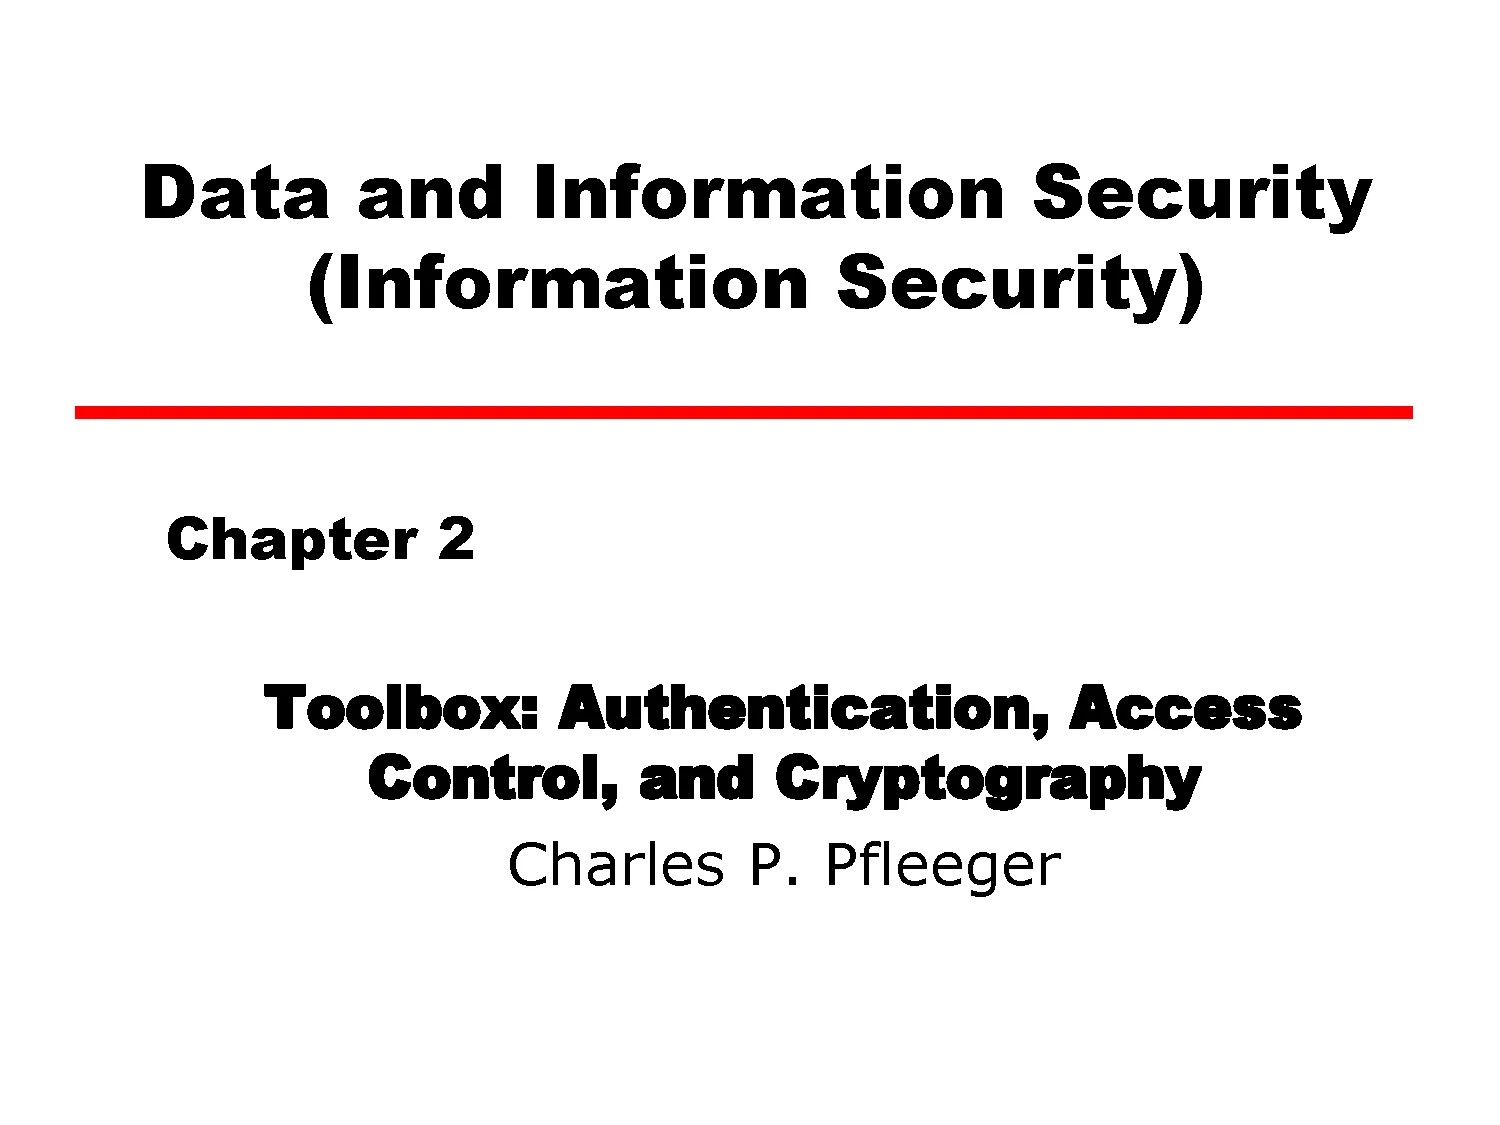 Data and Information Security
(Information Security)
Chapter 2
Toolbox: Authentication, Access
Control, and Cryptography
Charles P. Pfleeger